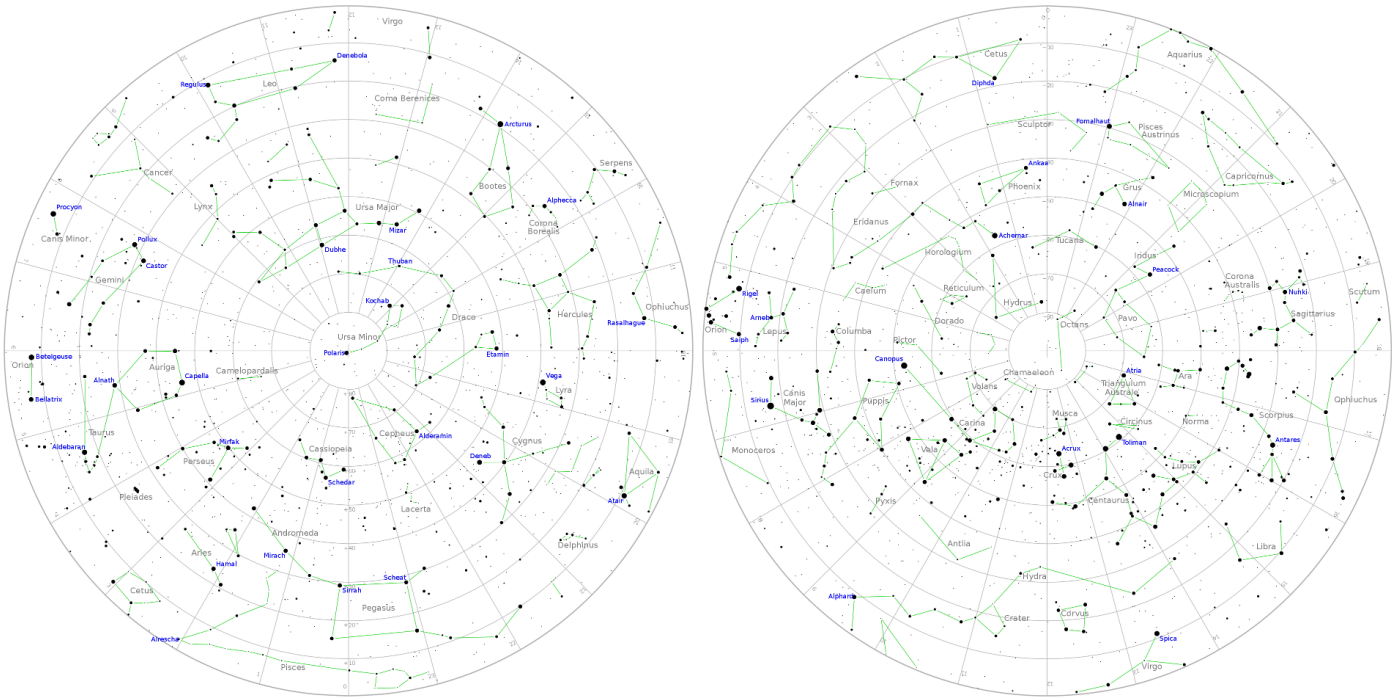 Virgo
Denebola
Regulus
Leo
Coma Berenices
Arcturus
Serpens
Cancer
Bootes
Lynx
Alphecca
Procyon
Ursa Major
Corona
Borealis
Mizar
Canis Minor
Pollux
Dubhe
Castor
Thuban
Gemini
Kochab
Ophiuchus
Draco
Hercules
Rasalhague
Ursa Minor
Polaris
Etamin
Betelgeuse
Orion
Auriga
Camelopardalis
Capella
Alnath
Vega
Lyra
Bellatrix
Taurus
Aldebaran
Mirfak
Perseus
Cassiopeia
Cepheus
Alderamin
Cygnus
Deneb
Schedar
Aquila
Pleiades
Atair
Lacerta
Andromeda
Mirach
Aries
Hamal
Delphinus
Scheat
Sirrah
Cetus
Pegasus
Alrescha
Pisces
+70
+50
+40
+20
+10
Cetus
Aquarius
Diphda
Sculptor
Fomalhaut
Pisces
Austrinus
Ankaa
Capricornus
Fornax
Phoenix
Grus
Microscopium
Alnair
Eridanus
Achernar
Tucana
Horologium
Indus
Peacock
Corona
Australis
Caelum
Reticulum
Hydrus
Rigel
Nunki
Scutum
Arneb
Orion
Lepus
Columba
Dorado
Octans
Pavo
Sagittarius
Saiph
Pictor
Canopus
Chamaeleon
Atria
Ara
Volans
Triangulum
Australe
Sirius
Canis
Major
Puppis
Ophiuchus
Musca
Scorpius
Carina
Circinus
Norma
Toliman
Antares
Monoceros
Vela
Acrux
Crux
Lupus
Pyxis
Centaurus
Antlia
Libra
Hydra
Alphard
Crater
Corvus
Spica
Virgo